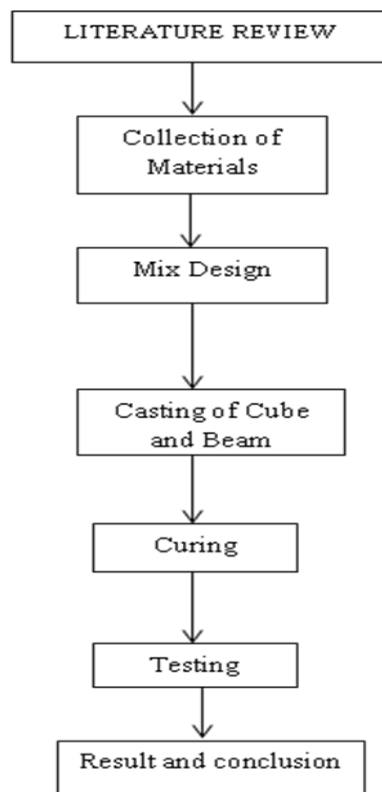 LITERATURE REVIEW
Collection of
Materials
Mix Design
Casting of Cube
and Beam
Curing
Testing
Result and conclusion